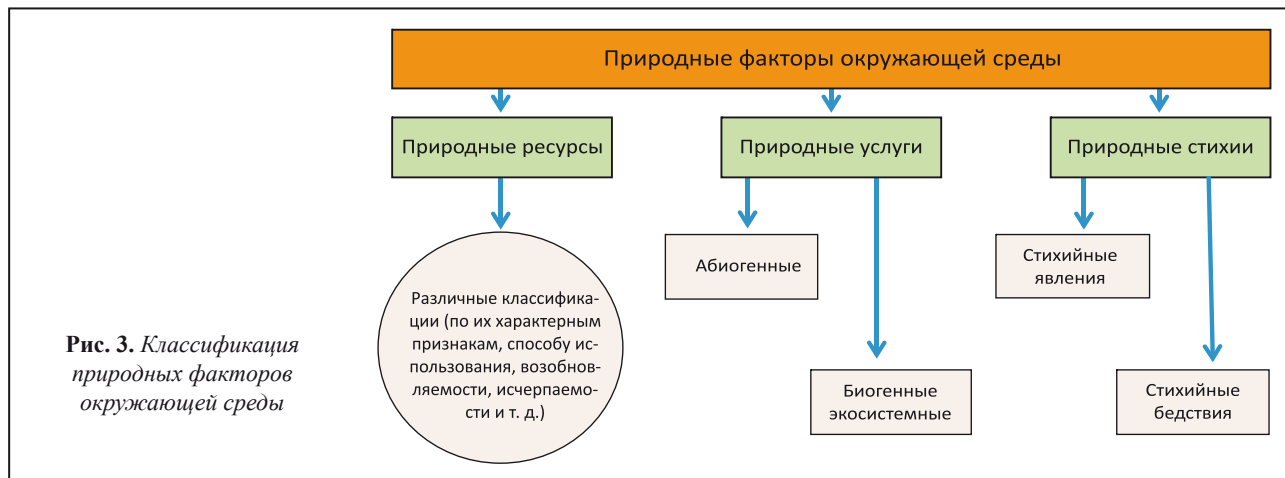 Природные факторы окружающей среды
Природные ресурсы
Природные услуги
Природные стихии
Абиогенные
Стихийные
явления
Различные классифика-
ции (по их характерным
признакам, способу ис-
пользования, возобнов-
ляемости, исчерпаемо-
сти и т. д.)
Биогенные
экосистемные
Стихийные
бедствия
Рис. 3. Классификация
природных факторов
окружающей среды